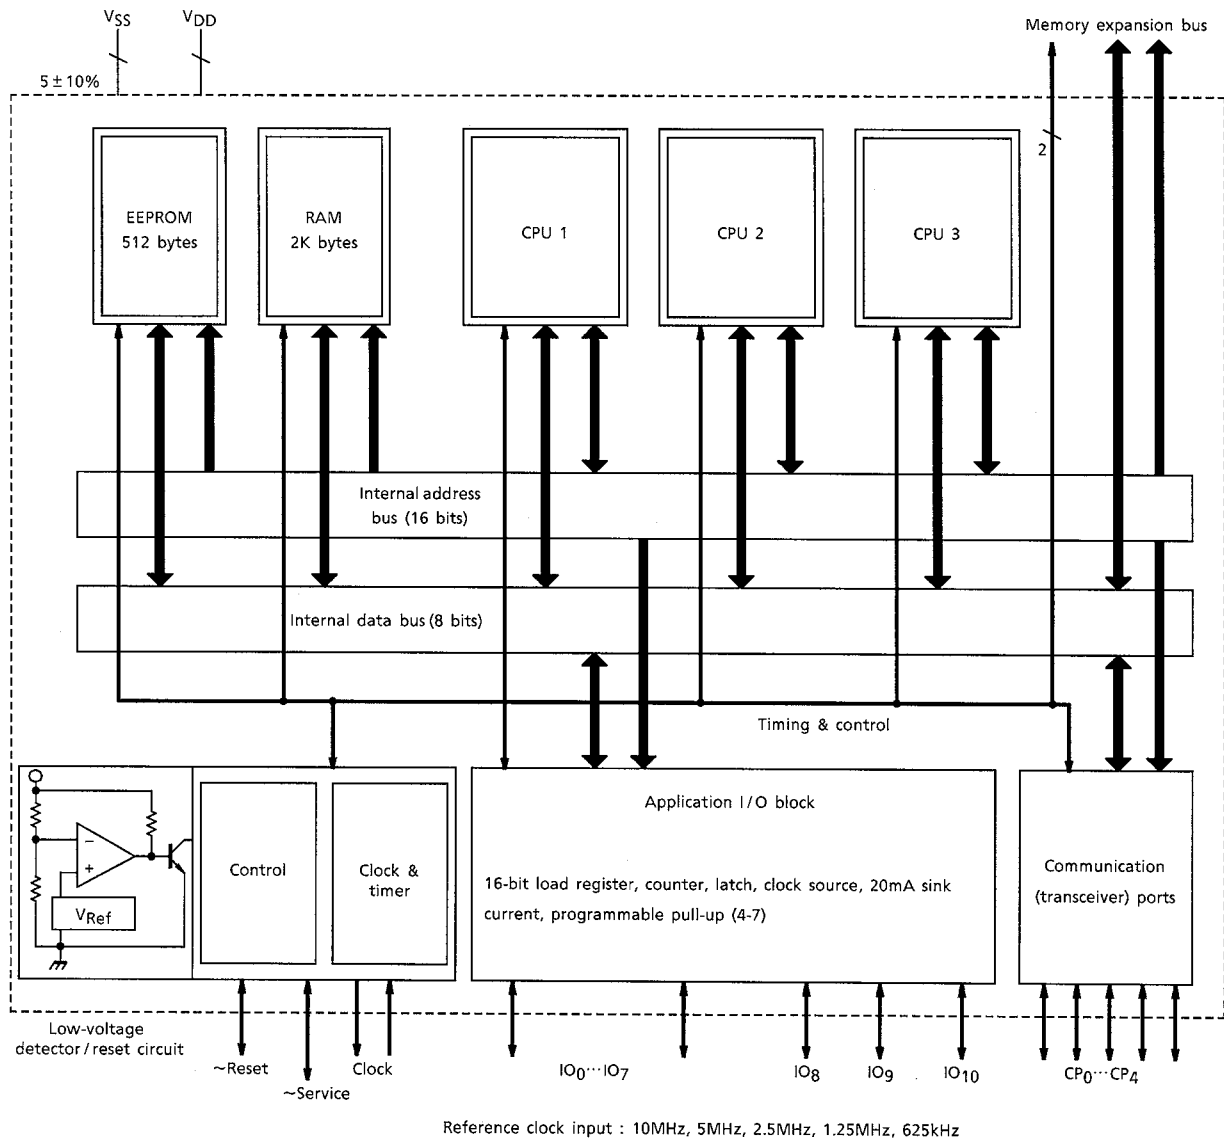 VSS
VDD
Memory expansion bus
5±10%
2
EEPROM
512 bytes
RAM
2K bytes
CPU 1
CPU 2
CPU 3
Internal address
bus (16 bits)
Internal data bus (8 bits)
Timing & control
−
+
VRef
Control
Clock &
timer
Application I/O block
16-bit load register, counter, latch, clock source, 20mA sink
current, programmable pull-up (4-7)
Communication
(transceiver) ports
Low-voltage
detector/reset circuit
~Reset
~Service
Clock
IO0⋯IO7
IO8
IO9
IO10
CP0⋯CP4
Reference clock input : 10MHz, 5MHz, 2.5MHz, 1.25MHz, 625kHz